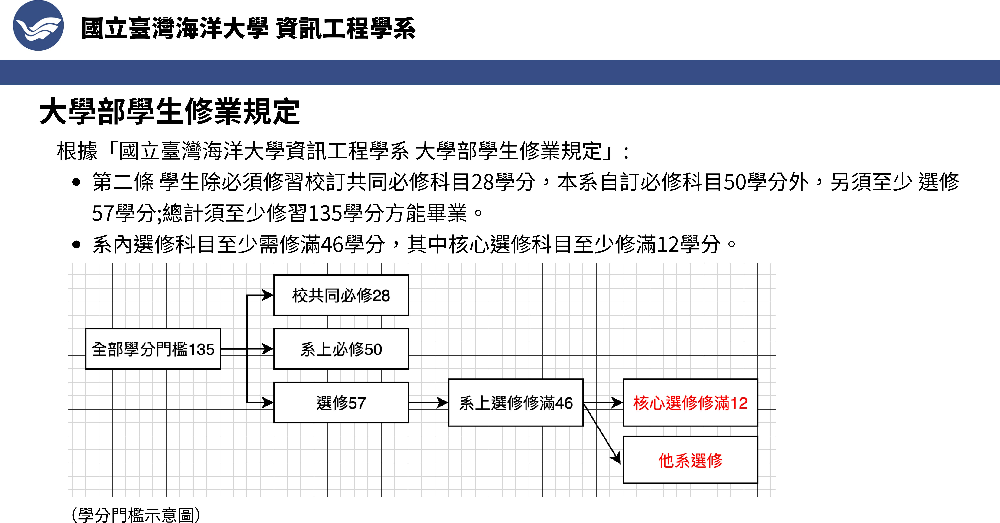 國立臺灣海洋大學 資訊工程學系
大學部學生修業規定
根據「國立臺灣海洋大學資訊工程學系 大學部學生修業規定」:
• 第二條 學生除必須修習校訂共同必修科目28學分，本系自訂必修科目50學分外，另須至少 選修
57學分;總計須至少修習135學分方能畢業。
• 系內選修科目至少需修滿46學分，其中核心選修科目至少修滿12學分。
校共同必修28
全部學分門檻135
系上必修50
選修57
系上選修修滿46
核心選修修滿12
他系選修
（學分門檻示意圖）